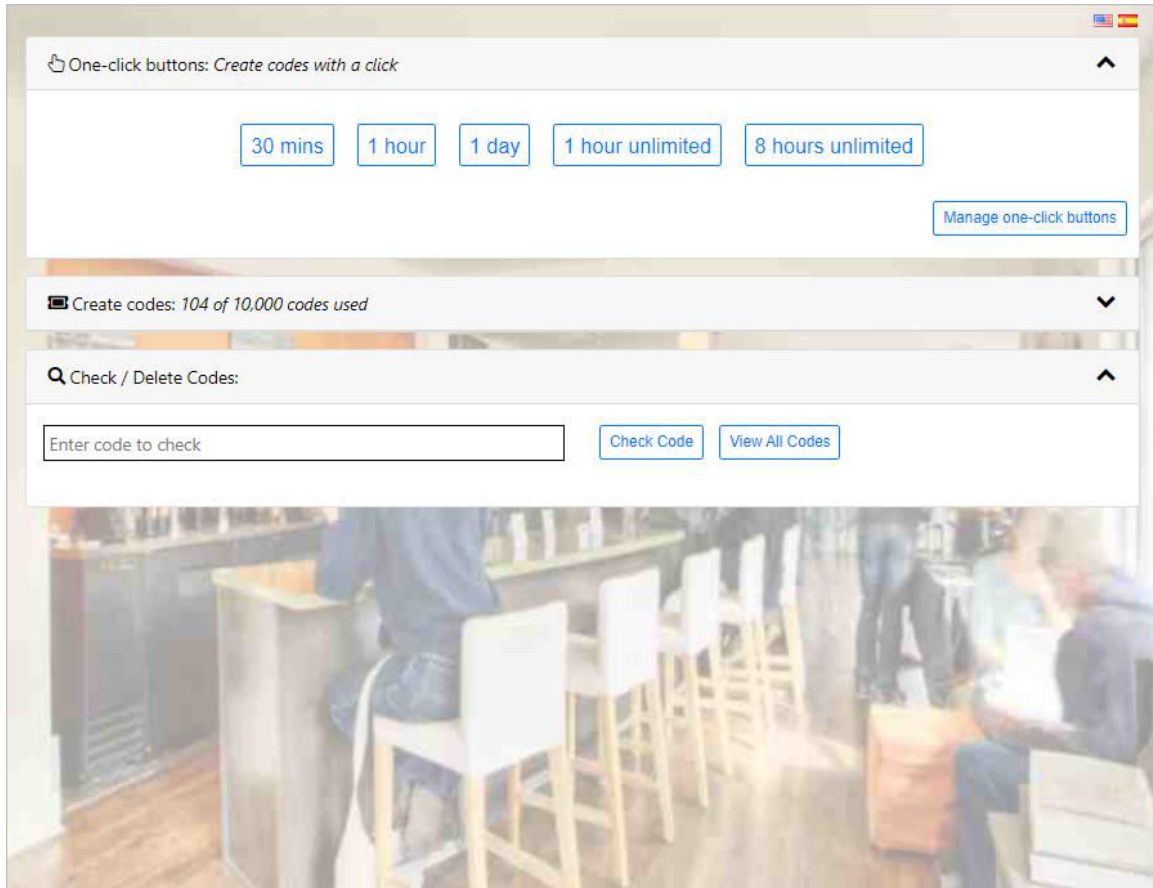 One-click buttons: Create codes with a click
30 mins 1 hour 1 day 1 hour unlimited 8 hours unlimited
Manage one-click buttons
Create codes: 104 of 10,000 codes used
Check / Delete Codes:
Enter code to check Check Code View All Codes